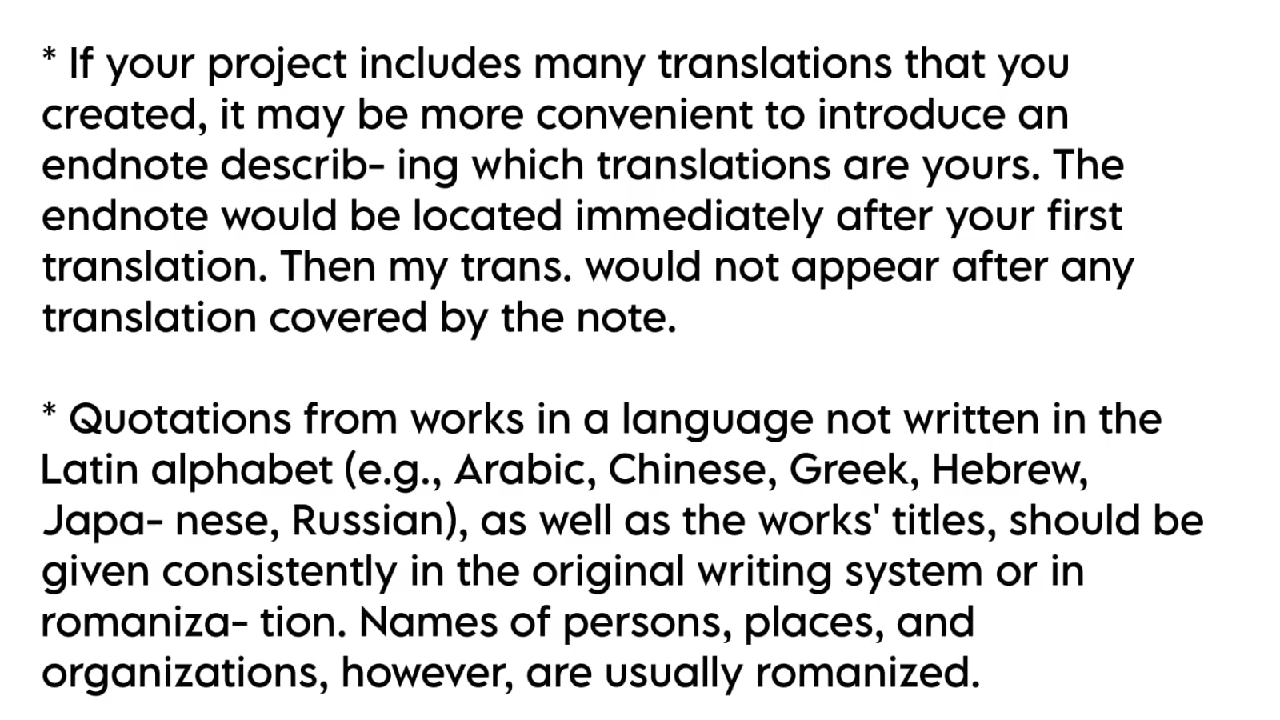 * If your project includes many translations that you
created, it may be more convenient to introduce an
endnote describ- ing which translations are yours. The
endnote would be located immediately after your first
translation. Then my trans. would not appear after any
translation covered by the note.
* Quotations from works in a language not written in the
Latin alphabet (e.g., Arabic, Chinese, Greek, Hebrew,
Japa- nese, Russian), as well as the works' titles, should be
given consistently in the original writing system or in
romaniza- tion. Names of persons, places, and
organizations, however, are usually romanized.